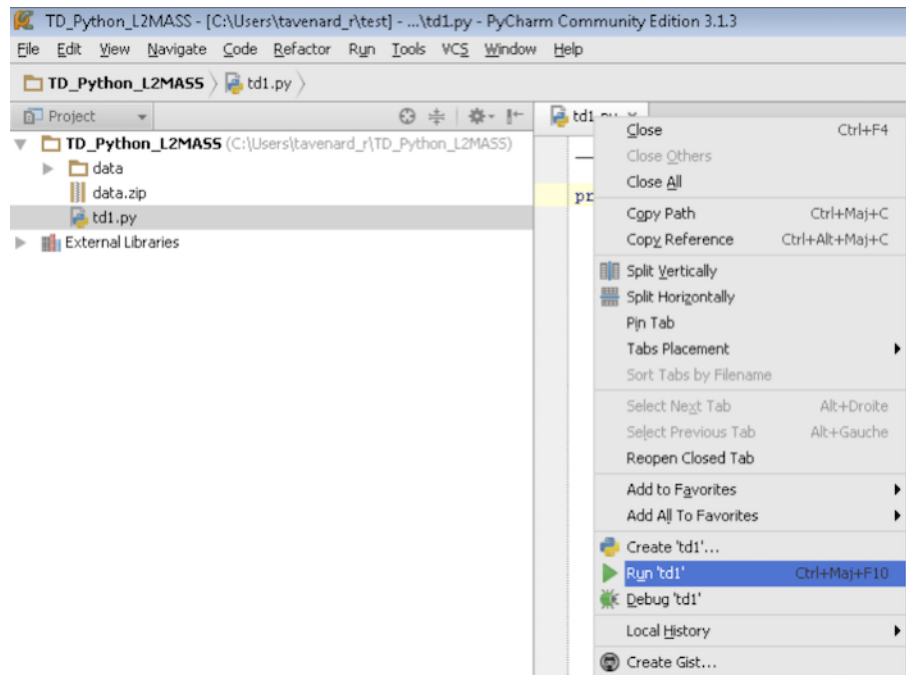 TD_Python_L2MASS - [C:\Users\tavenard_r\test] - ...\td1.py - PyCharm Community Edition 3.1.3
File Edit View Navigate Code Refactor Run Tools VCS Window Help
TD_Python_L2MASS td1.py
Project
TD_Python_L2MASS (C:\Users\tavenard_r\TD_Python_L2MASS)
data
data.zip
td1.py
External Libraries
td1.py
pr
Close Ctrl+F4
Close Others
Close All
Copy Path Ctrl+Maj+C
Copy Reference Ctrl+Alt+Maj+C
Split Vertically
Split Horizontally
Pin Tab
Tabs Placement
Sort Tabs by Filename
Select Next Tab Alt+Droite
Select Previous Tab Alt+Gauche
Reopen Closed Tab
Add to Favorites
Add All To Favorites
Create 'td1'...
Run 'td1' Ctrl+Maj+F10
Debug 'td1'
Local History
Create Gist...